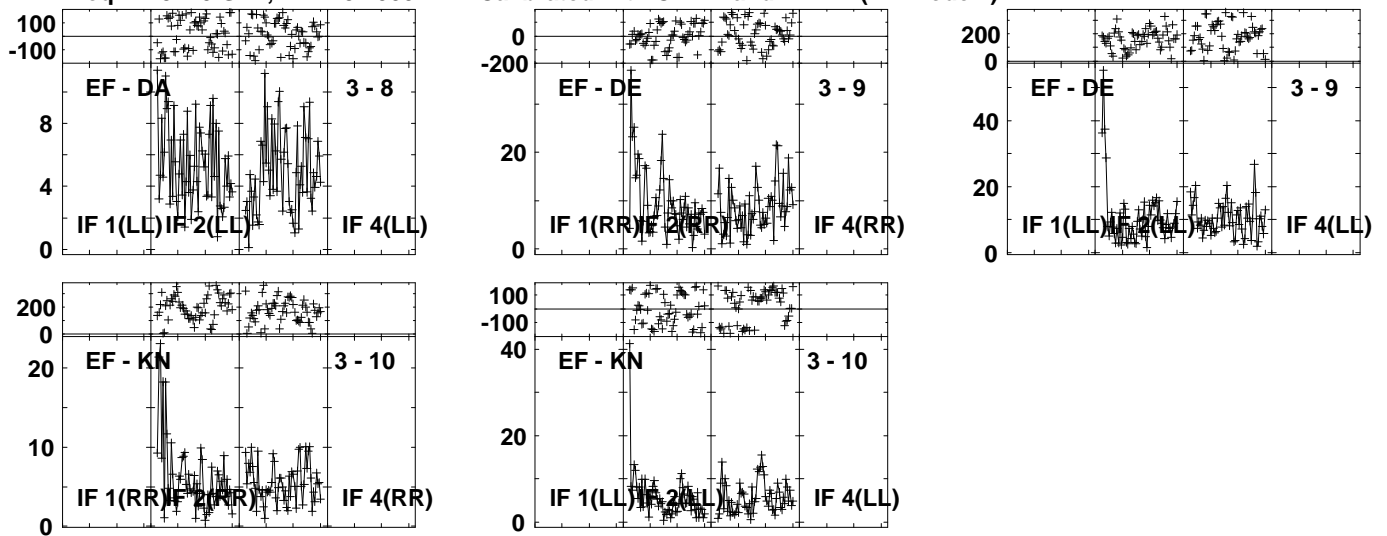 100
-100
EF - DA
3 - 8
8
4
0
IF 1(LL)
IF 2(LL)
IF 4(LL)
0
-200
EF - DE
3 - 9
20
0
IF 1(RR)
IF 2(RR)
IF 4(RR)
200
0
EF - DE
3 - 9
40
20
0
IF 1(LL)
IF 2(LL)
IF 4(LL)
200
0
EF - KN
3 - 10
20
10
0
IF 1(RR)
IF 2(RR)
IF 4(RR)
100
-100
EF - KN
3 - 10
40
20
0
IF 1(LL)
IF 2(LL)
IF 4(LL)